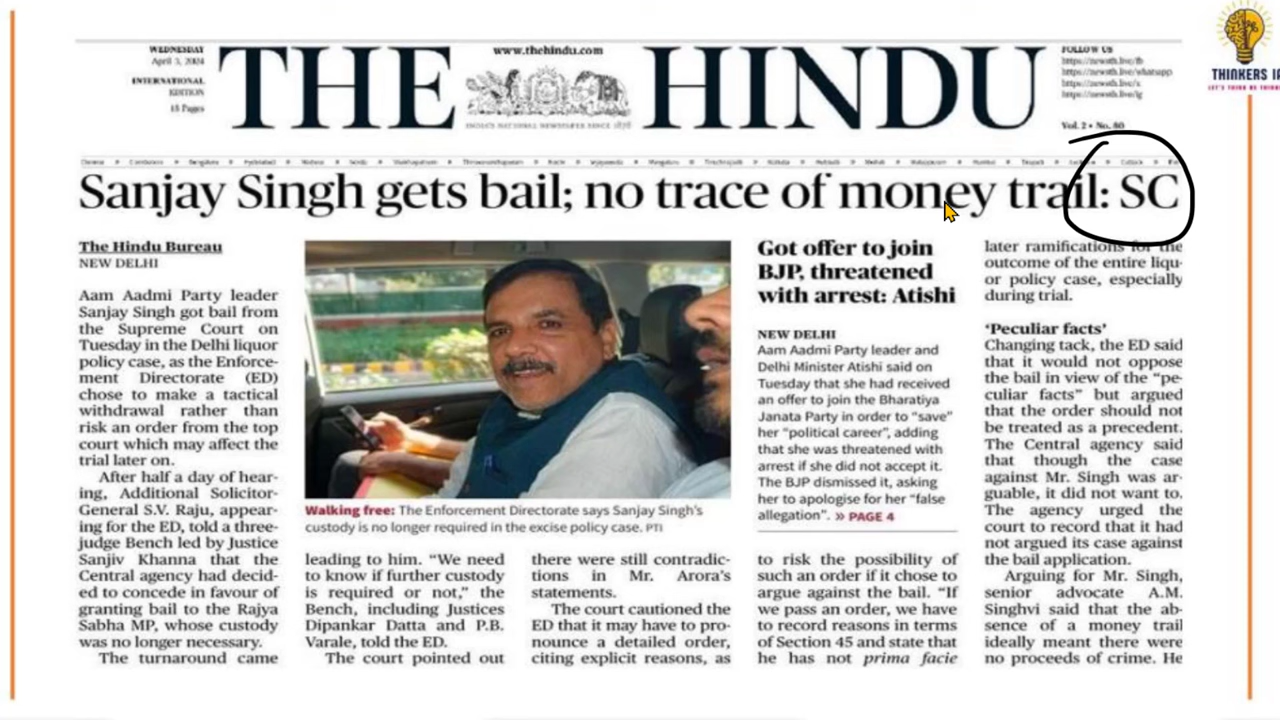 WEDNESDAY
April 3, 2024
INTERNATIONAL
EDITION
18 Pages
THE HINDU
www.thehindu.com
INDIA'S NATIONAL NEWSPAPER SINCE 1878
FOLLOW US
Vol. 2 • No. 80
THINKERS
Sanjay Singh gets bail; no trace of money trail: SC
The Hindu Bureau
NEW DELHI
Aam Aadmi Party leader
Sanjay Singh got bail from
the Supreme Court on
Tuesday in the Delhi liquor
policy case, as the Enforce-
ment Directorate (ED)
chose to make a tactical
withdrawal rather than
risk an order from the top
court which may affect the
trial later on.
After half a day of hear-
ing, Additional Solicitor-
General S.V. Raju, appear-
ing for the ED, told a three-
judge Bench led by Justice
Sanjiv Khanna that the
Central agency had decid-
ed to concede in favour of
granting bail to the Rajya
Sabha MP, whose custody
was no longer necessary.
The turnaround came
Walking free: The Enforcement Directorate says Sanjay Singh's
custody is no longer required in the excise policy case. PTI
leading to him. “We need
to know if further custody
is required or not,” the
Bench, including Justices
Dipankar Datta and P.B.
Varale, told the ED.
The court pointed out
there were still contradic-
tions in Mr. Arora's
statements.
The court cautioned the
ED that it may have to pro-
nounce a detailed order,
citing explicit reasons, as
Got offer to join
BJP, threatened
with arrest: Atishi
NEW DELHI
Aam Aadmi Party leader and
Delhi Minister Atishi said on
Tuesday that she had received
an offer to join the Bharatiya
Janata Party in order to “save”
her “political career”, adding
that she was threatened with
arrest if she did not accept it.
The BJP dismissed it, asking
her to apologise for her “false
allegation”. » PAGE 4
to risk the possibility of
such an order if it chose to
argue against the bail. “If
we pass an order, we have
to record reasons in terms
of Section 45 and state that
he has not prima facie
later ramifications for the
outcome of the entire liqu-
or policy case, especially
during trial.
‘Peculiar facts’
Changing tack, the ED said
that it would not oppose
the bail in view of the “pe-
culiar facts” but argued
that the order should not
be treated as a precedent.
The Central agency said
that though the case
against Mr. Singh was ar-
guable, it did not want to.
The agency urged the
court to record that it had
not argued its case against
the bail application.
Arguing for Mr. Singh,
senior advocate A.M.
Singhvi said that the ab-
sence of a money trail
ideally meant there were
no proceeds of crime. He